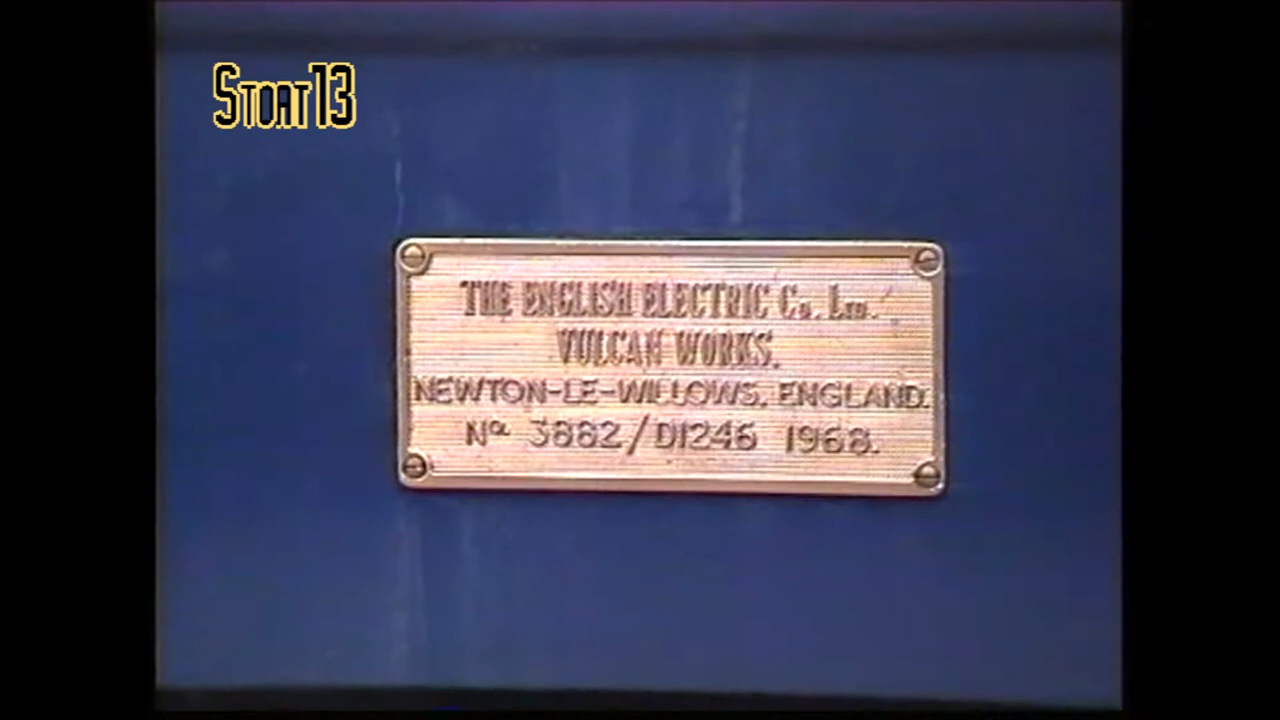 STOAT13
THE ENGLISH ELECTRIC Co. LTD.
VULCAN WORKS.
NEWTON-LE-WILLOWS, ENGLAND.
No 3882/D1246 1968.